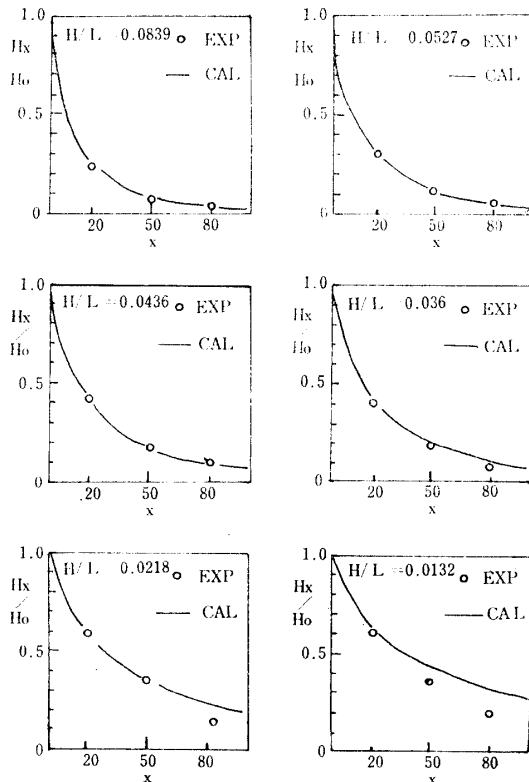 1.0
H/L = 0.0839 o EXP
Hx
/
Ho
— CAL
0.5
0
20 50 80
x
1.0
H/L 0.0527 o EXP
Hx
/
Ho
— CAL
0.5
0
20 50 80
x
1.0
H/L = 0.0436 o EXP
Hx
/
Ho
— CAL
0.5
0
.20 50 80
x
1.0
H/L = 0.036 o EXP
Hx
/
Ho
— CAL
0.5
0
20 50 80
x
1.0
H/L 0.0218 o EXP
Hx
/
Ho
— CAL
0.5
0
20 50 80
x
1.0
H/L = 0.0132 o EXP
Hx
/
Ho
— CAL
0.5
0
20 50 80
x